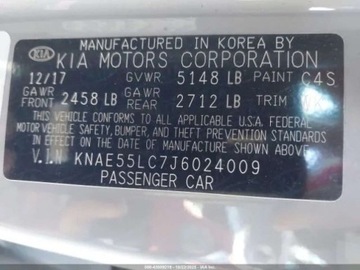 MANUFACTURED IN KOREA BY
KIA KIA MOTORS CORPORATION
12/17 GVWR 5148 LB PAINT C4S
GAWR FRONT 2458 LB GAWR REAR 2712 LB TRIM
THIS VEHICLE CONFORMS TO ALL APPLICABLE U.S.A. FEDERAL
MOTOR VEHICLE SAFETY, BUMPER, AND THEFT PREVENTION
STANDARDS IN EFFECT ON THE DATE OF MANUFACTURE SHOWN ABOVE.
V.I.N KNAE55LC7J6024009
PASSENGER CAR